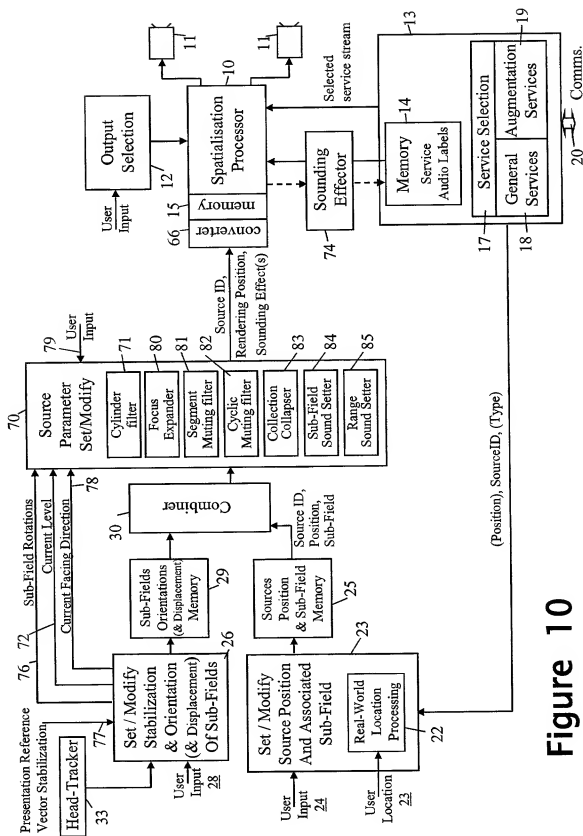 Presentation Reference
Vector Stabilization
Head-Tracker
33
77
76
72
78
Sub-Field Rotations
Current Level
Current Facing Direction
Set / Modify
Stabilization
& Orientation
(& Displacement)
Of Sub-Fields
26
User
Input
28
Sub-Fields
Orientations
(& Displacement)
Memory
29
User
Input
24
Set / Modify
Source Position
And Associated
Sub-Field
23
Real-World
Location
Processing
22
User
Location
23
Sources
Position
& Sub-Field
Memory
25
Source ID,
Position,
Sub-Field
Combiner
30
70
Source
Parameter
Set/Modify
79
User
Input
Cylinder
filter
71
Focus
Expander
80
Segment
Muting filter
81
Cyclic
Muting filter
82
Collection
Collapser
83
Sub-Field
Sound Setter
84
Range
Sound Setter
85
Source ID,
Rendering Position,
Sounding Effect(s)
(Position), SourceID, (Type)
User
Input
Output
Selection
12
66
converter
15
memory
Spatialisation
Processor
10
11
11
Sounding
Effector
74
Selected
service stream
13
14
Memory
Service
Audio Labels
17
Service Selection
18
General
Services
Augmentation
Services
19
20
Comms.
Figure 10